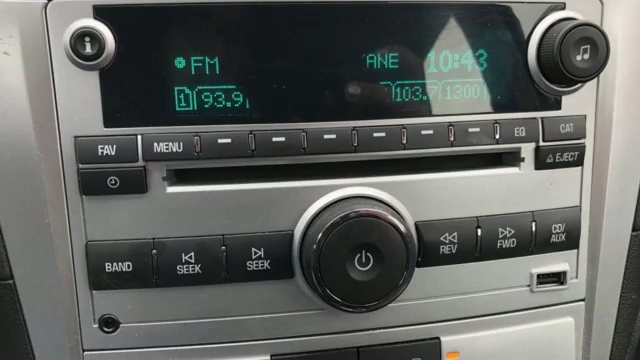 FM ANE 10:43
1 93.9 103.7 1300
FAV MENU EQ CAT
EJECT
BAND SEEK SEEK REV FWD CD/
AUX